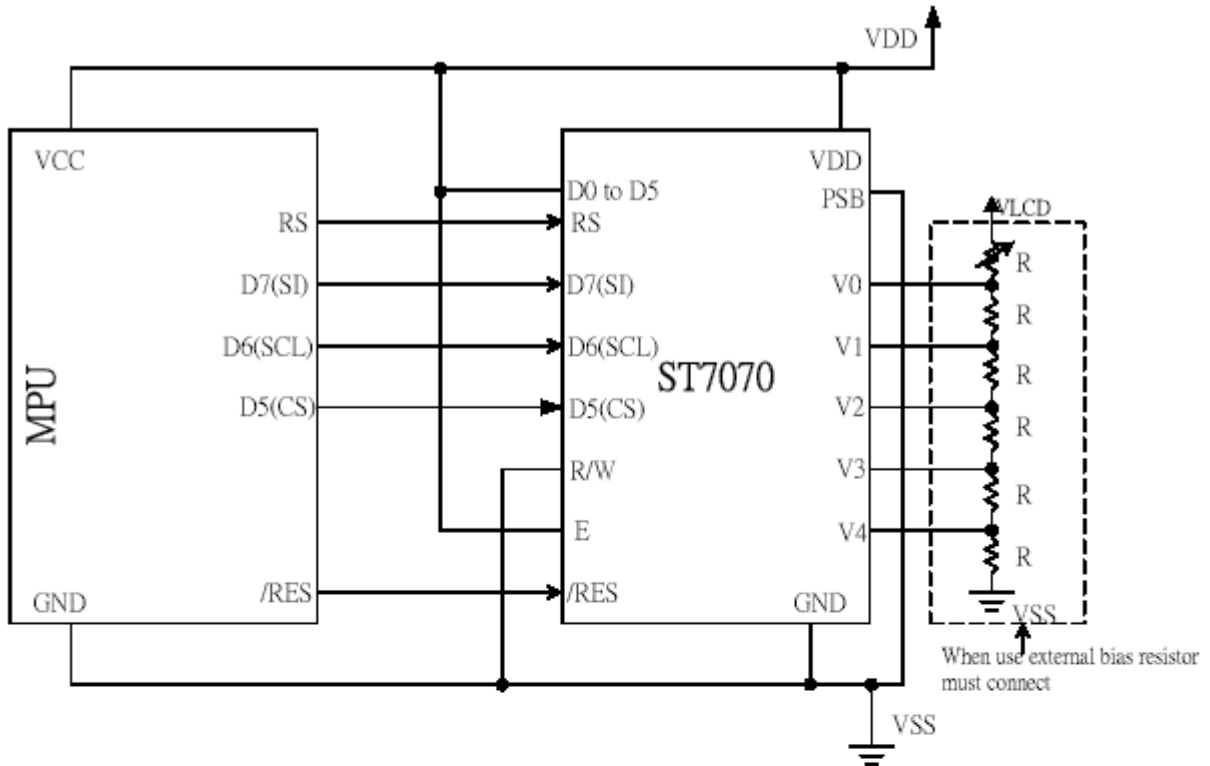 VDD
VCC
RS
D7(SI)
D6(SCL)
D5(CS)
MPU
/RES
GND
D0 to D5
RS
D7(SI)
D6(SCL)
D5(CS)
R/W
E
/RES
ST7070
VDD
PSB
V0
V1
V2
V3
V4
GND
VLCD
R
R
R
R
R
R
VSS
When use external bias resistor
must connect
VSS